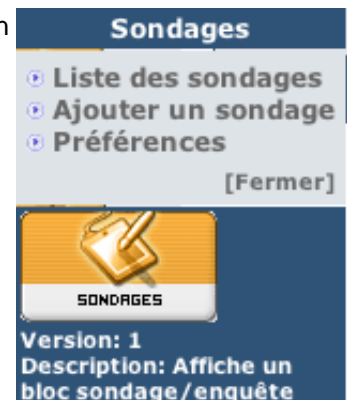 n
Sondages
Liste des sondages
Ajouter un sondage
Préférences
[Fermer]
SONDAGES
Version: 1
Description: Affiche un
bloc sondage/enquête